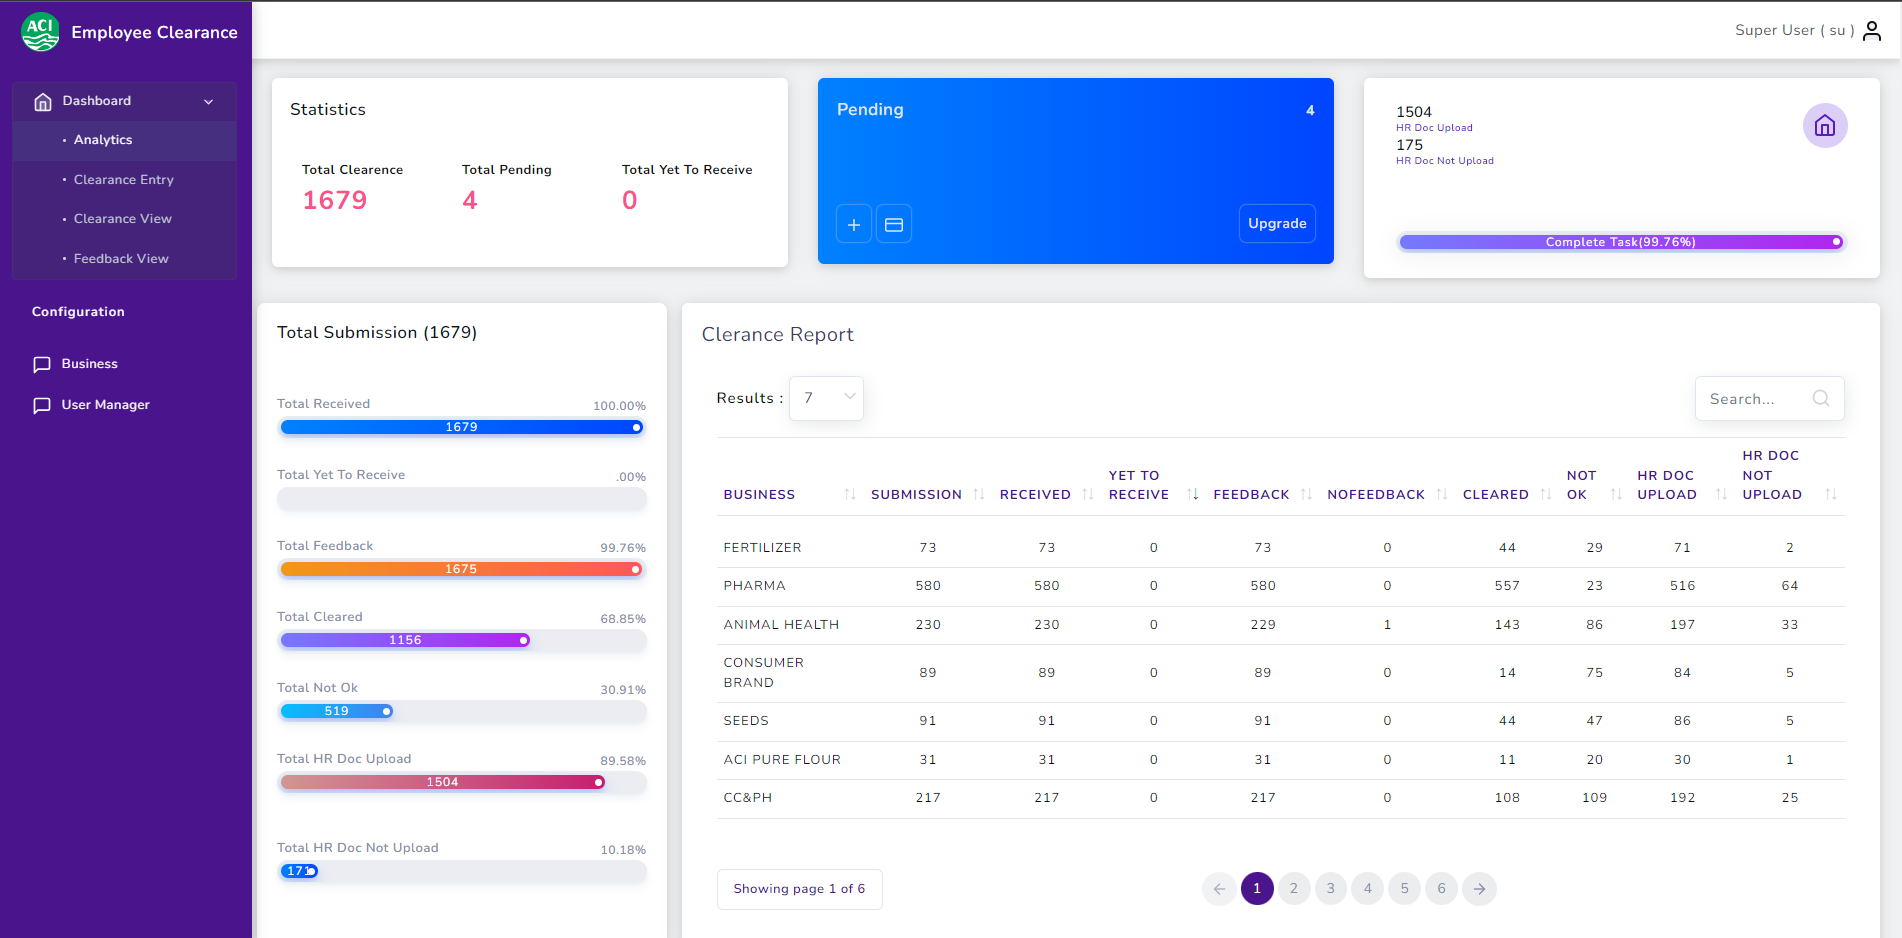 ACI
Employee Clearance
Super User ( su )
Dashboard
Analytics
Clearance Entry
Clearance View
Feedback View
Configuration
Business
User Manager
Statistics
Total Clearence Total Pending Total Yet To Receive
1679 4 0
Pending 4
Upgrade
1504
HR Doc Upload
175
HR Doc Not Upload
Complete Task(99.76%)
Total Submission (1679)
Total Received 100.00%
1679
Total Yet To Receive .00%
Total Feedback 99.76%
1675
Total Cleared 68.85%
1156
Total Not Ok 30.91%
519
Total HR Doc Upload 89.58%
1504
Total HR Doc Not Upload 10.18%
171
Clerance Report
Results : 7
Search...
BUSINESS SUBMISSION RECEIVED YET TO RECEIVE FEEDBACK NOFEEDBACK CLEARED NOT OK HR DOC UPLOAD HR DOC NOT UPLOAD
FERTILIZER 73 73 0 73 0 44 29 71 2
PHARMA 580 580 0 580 0 557 23 516 64
ANIMAL HEALTH 230 230 0 229 1 143 86 197 33
CONSUMER BRAND 89 89 0 89 0 14 75 84 5
SEEDS 91 91 0 91 0 44 47 86 5
ACI PURE FLOUR 31 31 0 31 0 11 20 30 1
CC&PH 217 217 0 217 0 108 109 192 25
Showing page 1 of 6
1 2 3 4 5 6